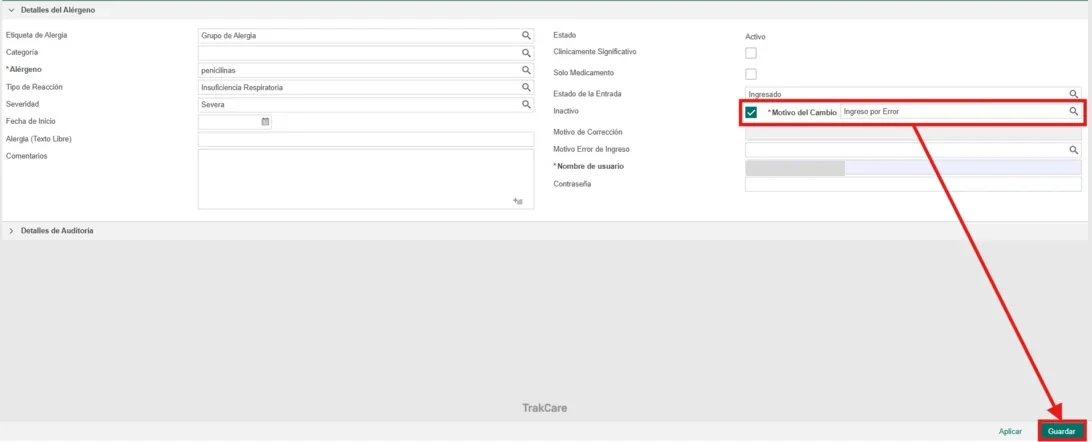 Detalles del Alérgeno
Etiqueta de Alergia
Grupo de Alergia
Categoría
*Alérgeno
penicilinas
Tipo de Reacción
Insuficiencia Respiratoria
Severidad
Severa
Fecha de Inicio
Alergia (Texto Libre)
Comentarios
Estado
Activo
Clínicamente Significativo
Solo Medicamento
Estado de la Entrada
Ingresado
Inactivo
*Motivo del Cambio
Ingreso por Error
Motivo de Corrección
Motivo Error de Ingreso
*Nombre de usuario
Contraseña
Detalles de Auditoría
TrakCare
Aplicar
Guardar